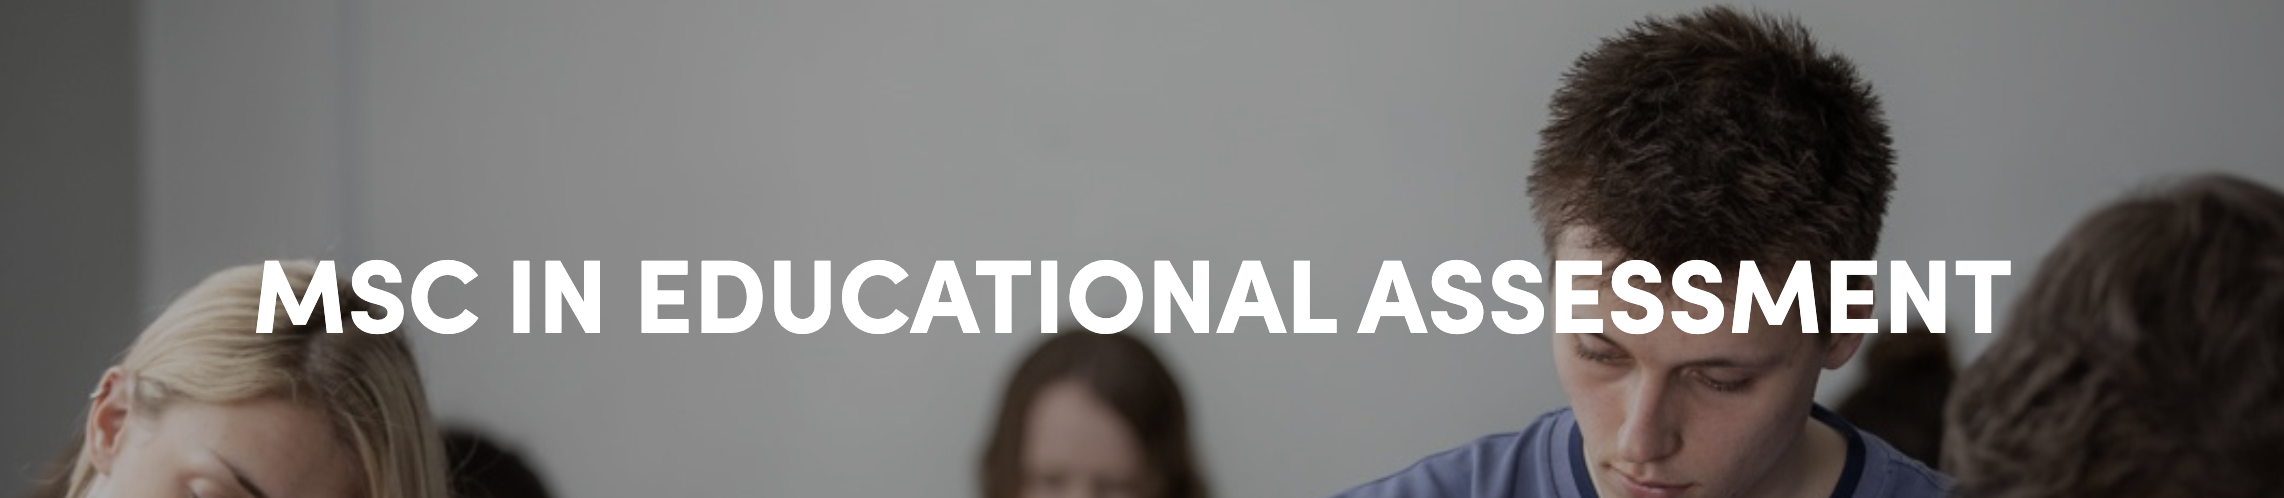 MSC IN EDUCATIONAL ASSESSMENT